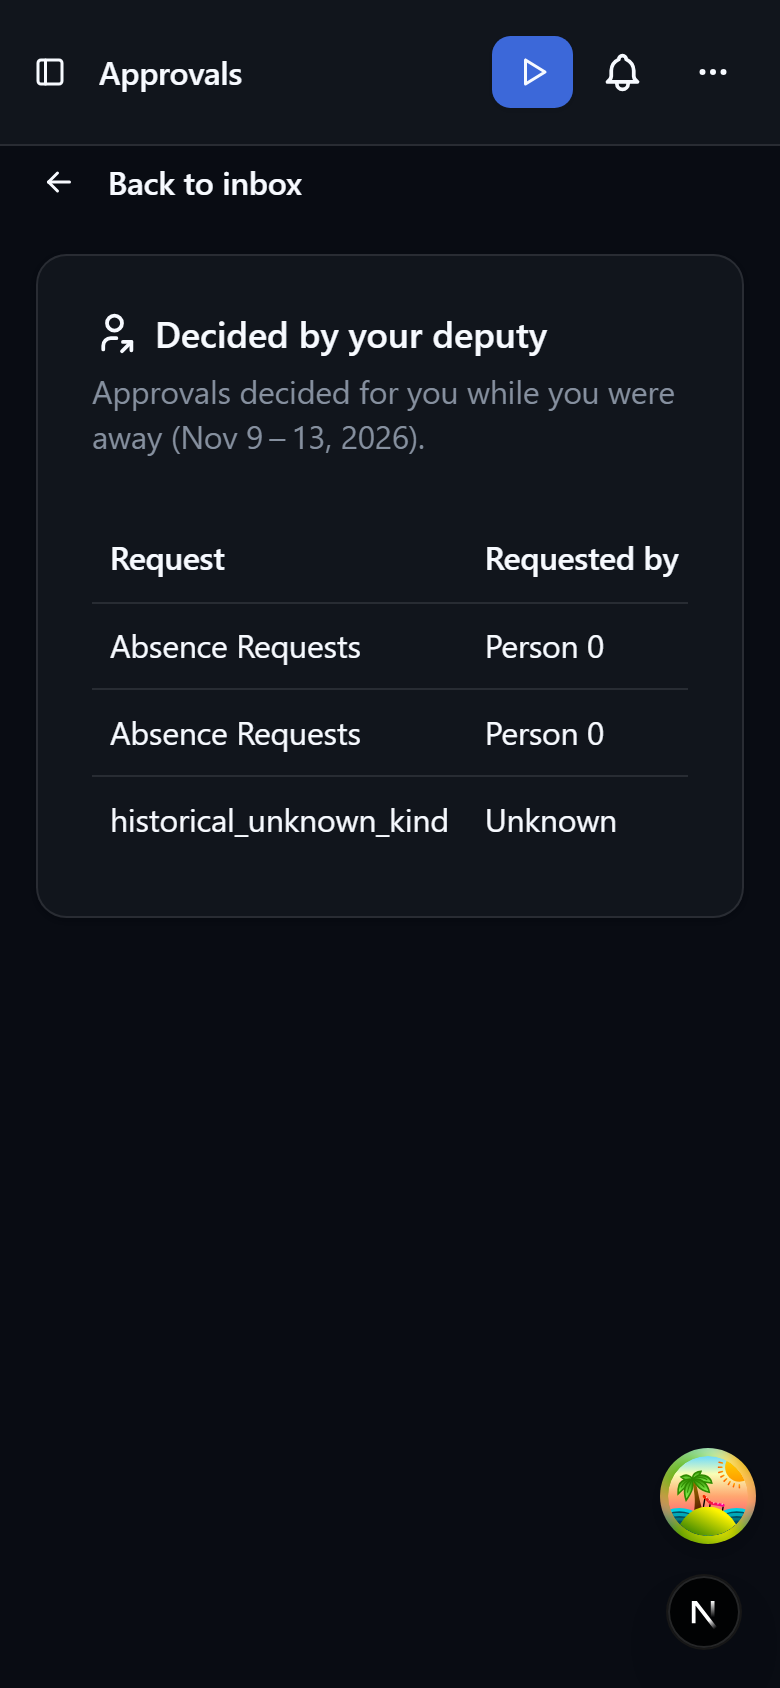 Approvals
Back to inbox
Decided by your deputy
Approvals decided for you while you were
away (Nov 9 – 13, 2026).
Request Requested by
Absence Requests Person 0
Absence Requests Person 0
historical_unknown_kind Unknown
N